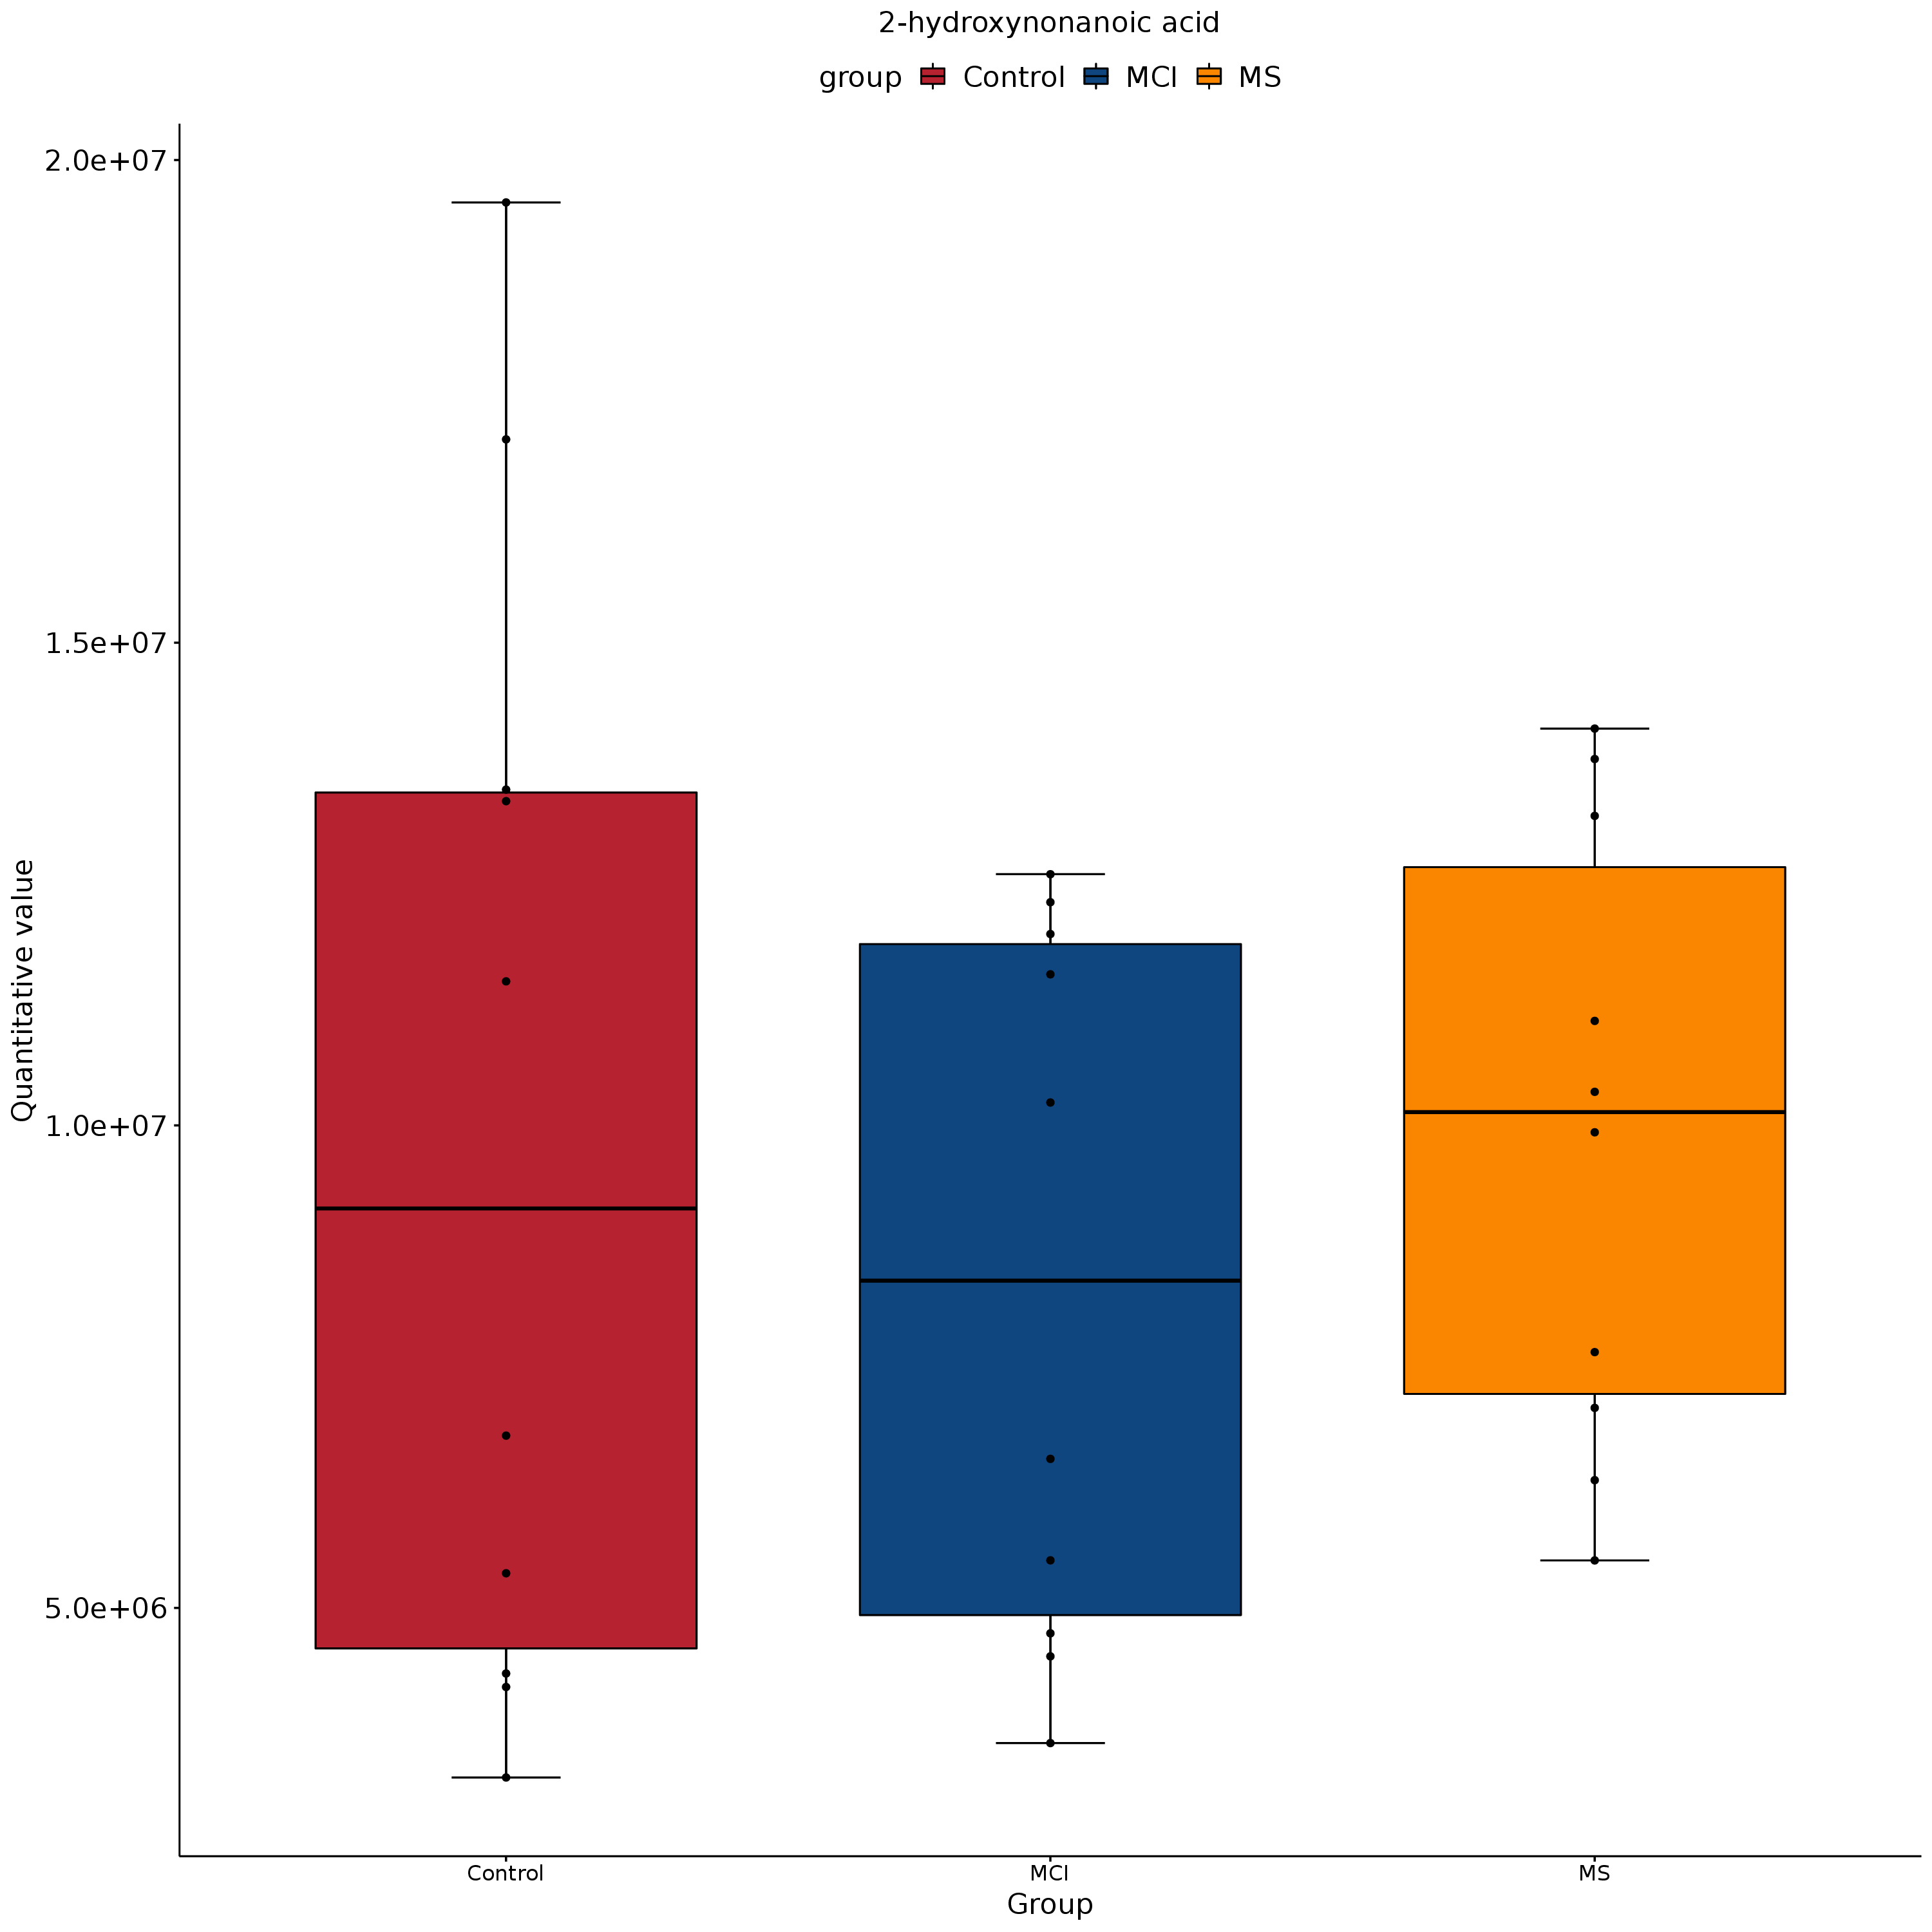 2-hydroxynonanoic acid
group Control MCI MS
2.0e+07
1.5e+07
1.0e+07
5.0e+06
Quantitative value
Control MCI MS
Group